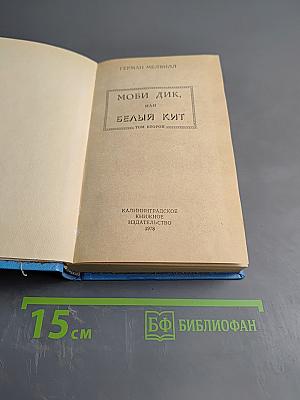 ГЕРМАН МЕЛВИЛЛ
МОБИ ДИК,
ИЛИ
БЕЛЫЙ КИТ
ТОМ ВТОРОЙ
КАЛИНИНГРАДСКОЕ
КНИЖНОЕ
ИЗДАТЕЛЬСТВО
1978
15 см
БФ БИБЛИОФАН